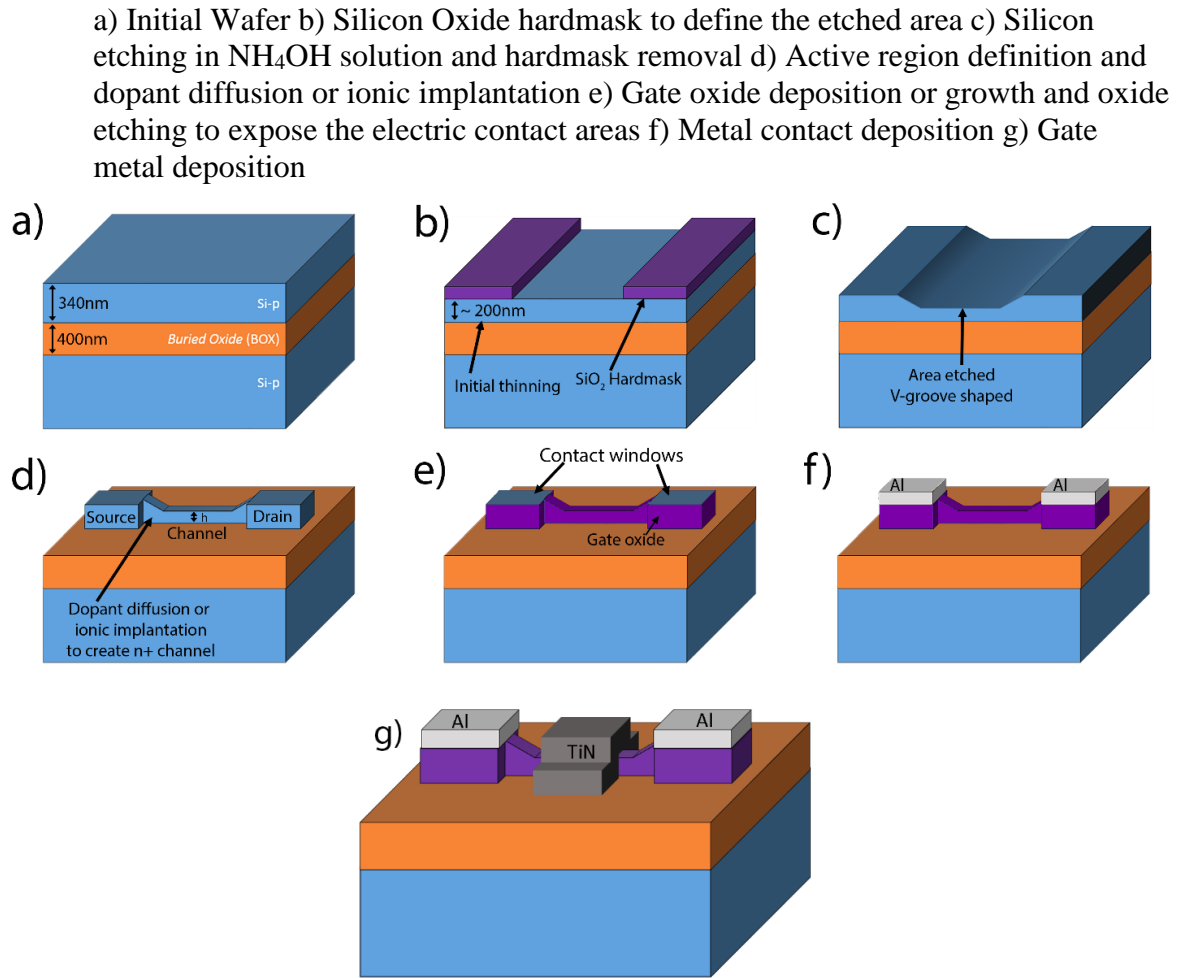 a) Initial Wafer b) Silicon Oxide hardmask to define the etched area c) Silicon
etching in NH₄OH solution and hardmask removal d) Active region definition and
dopant diffusion or ionic implantation e) Gate oxide deposition or growth and oxide
etching to expose the electric contact areas f) Metal contact deposition g) Gate
metal deposition
a)
340nm
Si-p
400nm
Buried Oxide (BOX)
Si-p
b)
~ 200nm
Initial thinning
SiO₂ Hardmask
c)
Area etched
V-groove shaped
d)
Source
h
Drain
Channel
Dopant diffusion or
ionic implantation
to create n+ channel
e)
Contact windows
Gate oxide
f)
Al
Al
g)
Al
TiN
Al